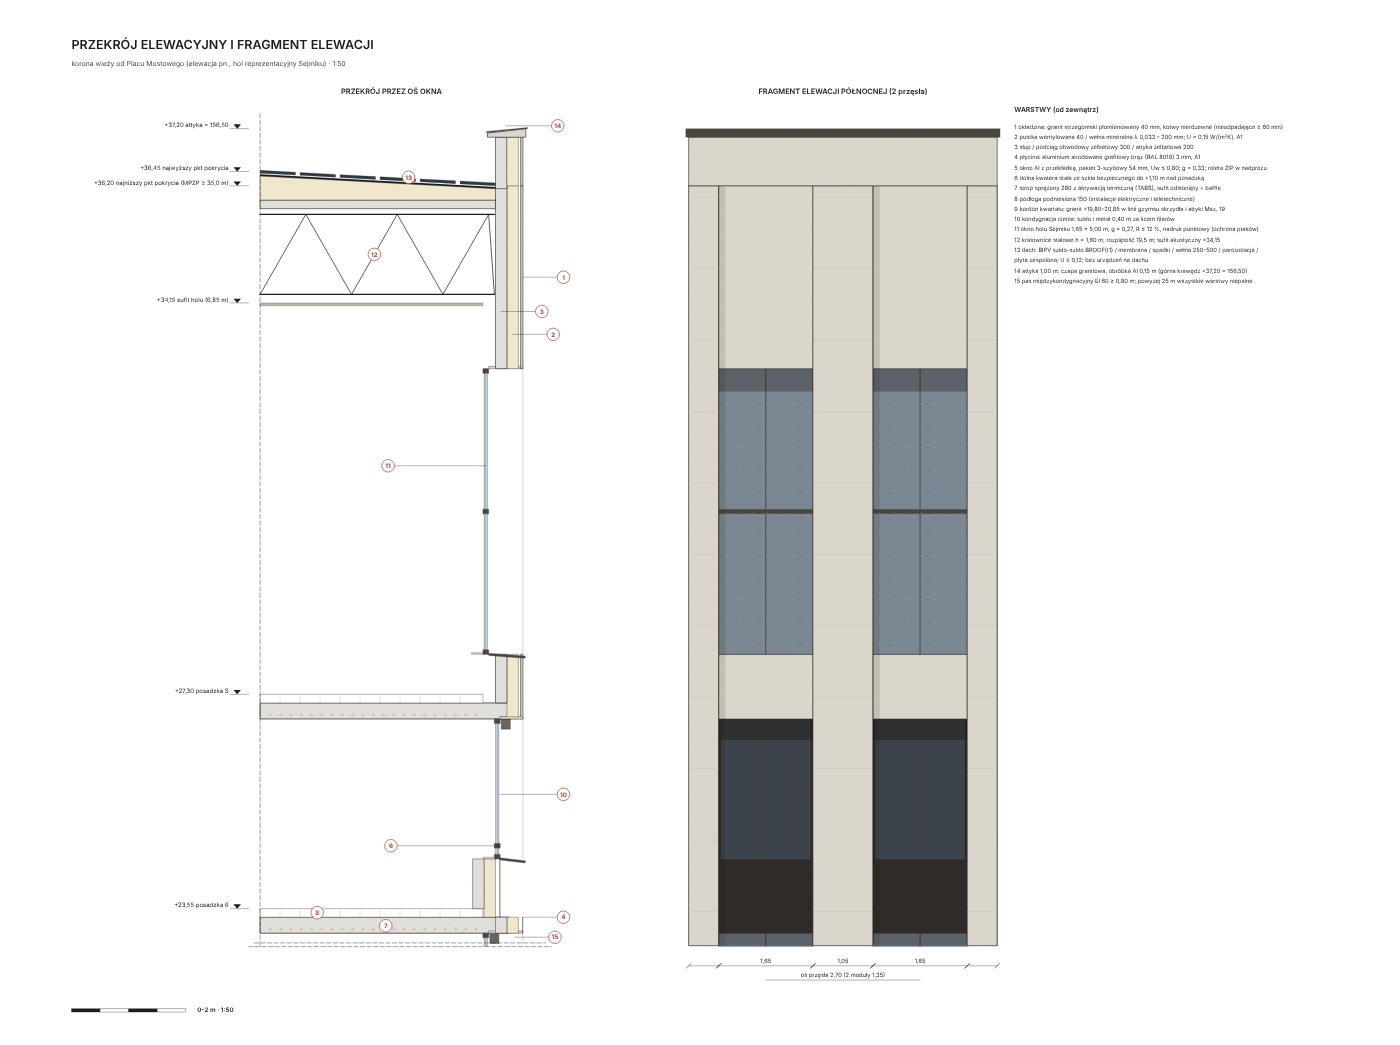 PRZEKRÓJ ELEWACYJNY I FRAGMENT ELEWACJI
korona wieży od Placu Mostowego (elewacja pn., hol reprezentacyjny Sejmiku) · 1:50
PRZEKRÓJ PRZEZ OŚ OKNA
+37,20 attyka = 156,50
+36,45 najwyższy pkt pokrycia
+36,20 najniższy pkt pokrycia (MPZP ≥ 35,0 m)
+34,15 sufit holu (6,85 m)
+27,30 posadzka S
+23,55 posadzka 6
14
13
12
1
3
2
11
10
6
8
7
4
15
FRAGMENT ELEWACJI PÓŁNOCNEJ (2 przęsła)
1,65
1,05
1,65
oś przęsła 2,70 (2 moduły 1,35)
WARSTWY (od zewnątrz)
1 okładzina: granit strzegomski płomieniowany 40 mm, kotwy nierdzewne (nieodpadające ≥ 60 min)
2 pustka wentylowana 40 / wełna mineralna λ 0,033 – 200 mm; U = 0,15 W/(m²K), A1
3 słup / podciąg obwodowy żelbetowy 300 / attyka żelbetowa 200
4 płycina: aluminium anodowane grafitowy brąz (RAL 8019) 3 mm, A1
5 okno Al z przekładką, pakiet 3-szybowy 54 mm, Uw ≤ 0,80; g = 0,33; roleta ZIP w nadprożu
6 dolna kwatera stała ze szkła bezpiecznego do +1,10 m nad posadzką
7 strop sprężony 280 z aktywacją termiczną (TABS), sufit odsłonięty + baffle
8 podłoga podniesiona 150 (instalacje elektryczne i teletechniczne)
9 kordon kwartału: granit +19,80–20,85 w linii gzymsu skrzydła i attyki Maz. 19
10 kondygnacja cienia: szkło i metal 0,40 m za licem filarów
11 okno holu Sejmiku 1,65 × 5,00 m, g = 0,27, R ≤ 12 %, nadruk punktowy (ochrona ptaków)
12 kratownice stalowe h = 1,60 m, rozpiętość 19,5 m; sufit akustyczny +34,15
13 dach: BIPV szkło-szkło BROOF(t1) / membrana / spadki / wełna 250–500 / paroizolacja /
płyta zespolona; U ≤ 0,12; bez urządzeń na dachu
14 attyka 1,00 m: czapa granitowa, obróbka Al 0,15 m (górna krawędź +37,20 = 156,50)
15 pas międzykondygnacyjny EI 60 ≥ 0,80 m; powyżej 25 m wszystkie warstwy niepalne
0–2 m · 1:50